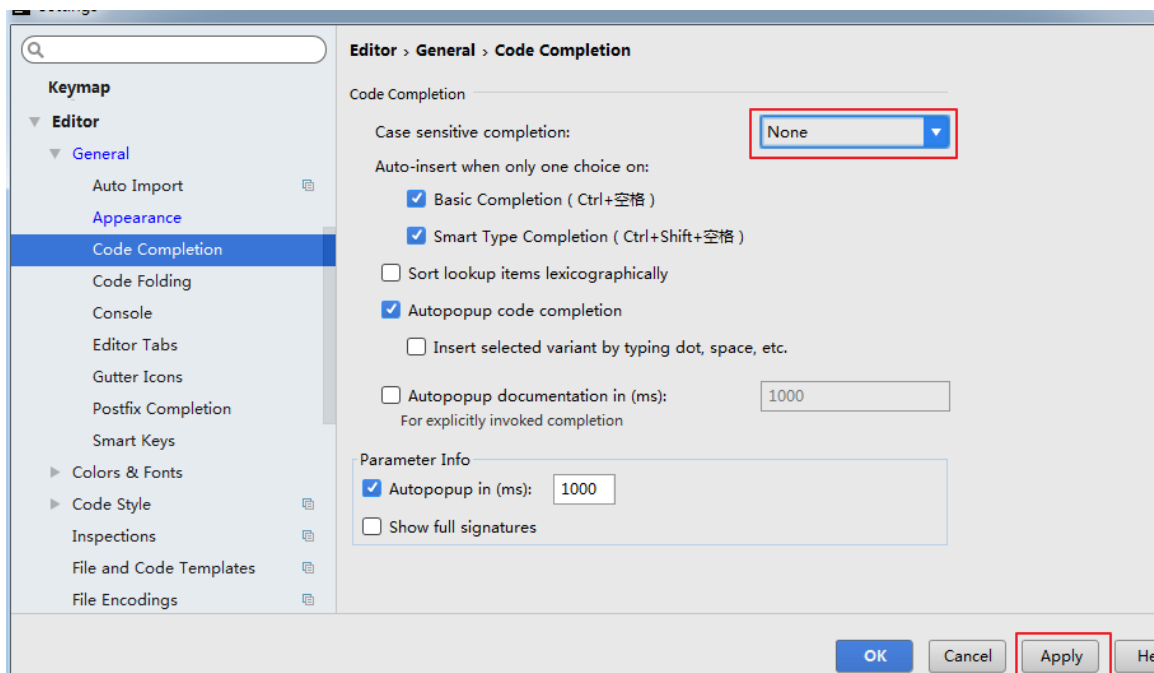 Settings
Editor › General › Code Completion
Keymap
Editor
General
Auto Import
Appearance
Code Completion
Code Folding
Console
Editor Tabs
Gutter Icons
Postfix Completion
Smart Keys
Colors & Fonts
Code Style
Inspections
File and Code Templates
File Encodings
Code Completion
Case sensitive completion: None
Auto-insert when only one choice on:
Basic Completion ( Ctrl+空格 )
Smart Type Completion ( Ctrl+Shift+空格 )
Sort lookup items lexicographically
Autopopup code completion
Insert selected variant by typing dot, space, etc.
Autopopup documentation in (ms): 1000
For explicitly invoked completion
Parameter Info
Autopopup in (ms): 1000
Show full signatures
OK Cancel Apply